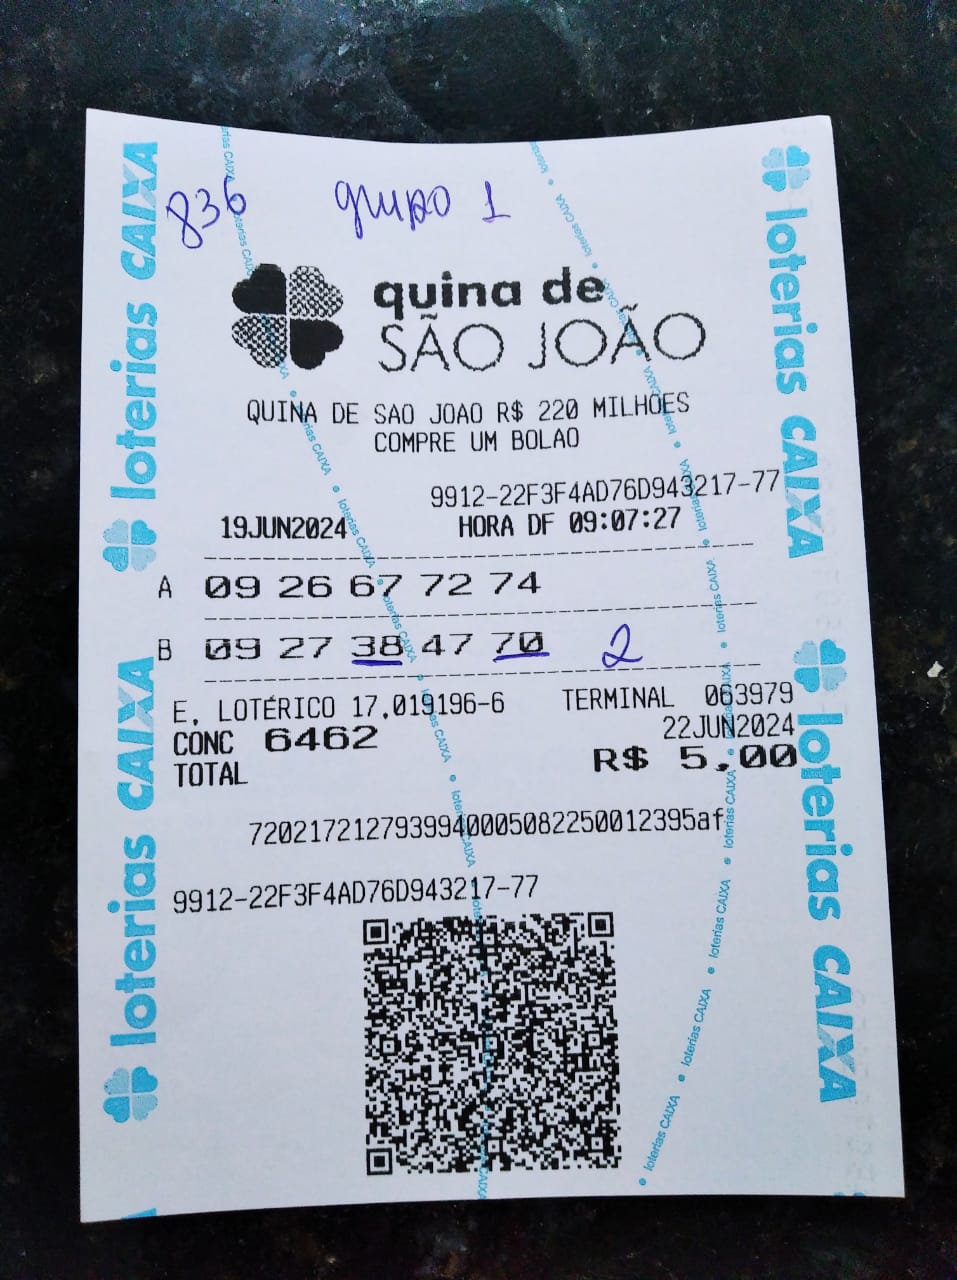 836 grupo 1
quina de
SÃO JOÃO
QUINA DE SAO JOAO R$ 220 MILHÕES
COMPRE UM BOLAO
9912-22F3F4AD76D943217-77
19JUN2024 HORA DF 09:07:27
A 09 26 67 72 74
B 09 27 38 47 70 2
E. LOTÉRICO 17.019196-6 TERMINAL 063979
22JUN2024
CONC 6462
TOTAL R$ 5,00
7202172127939940005082250012395af
9912-22F3F4AD76D943217-77
loterias CAIXA
loterias CAIXA
loterias CAIXA
loterias CAIXA